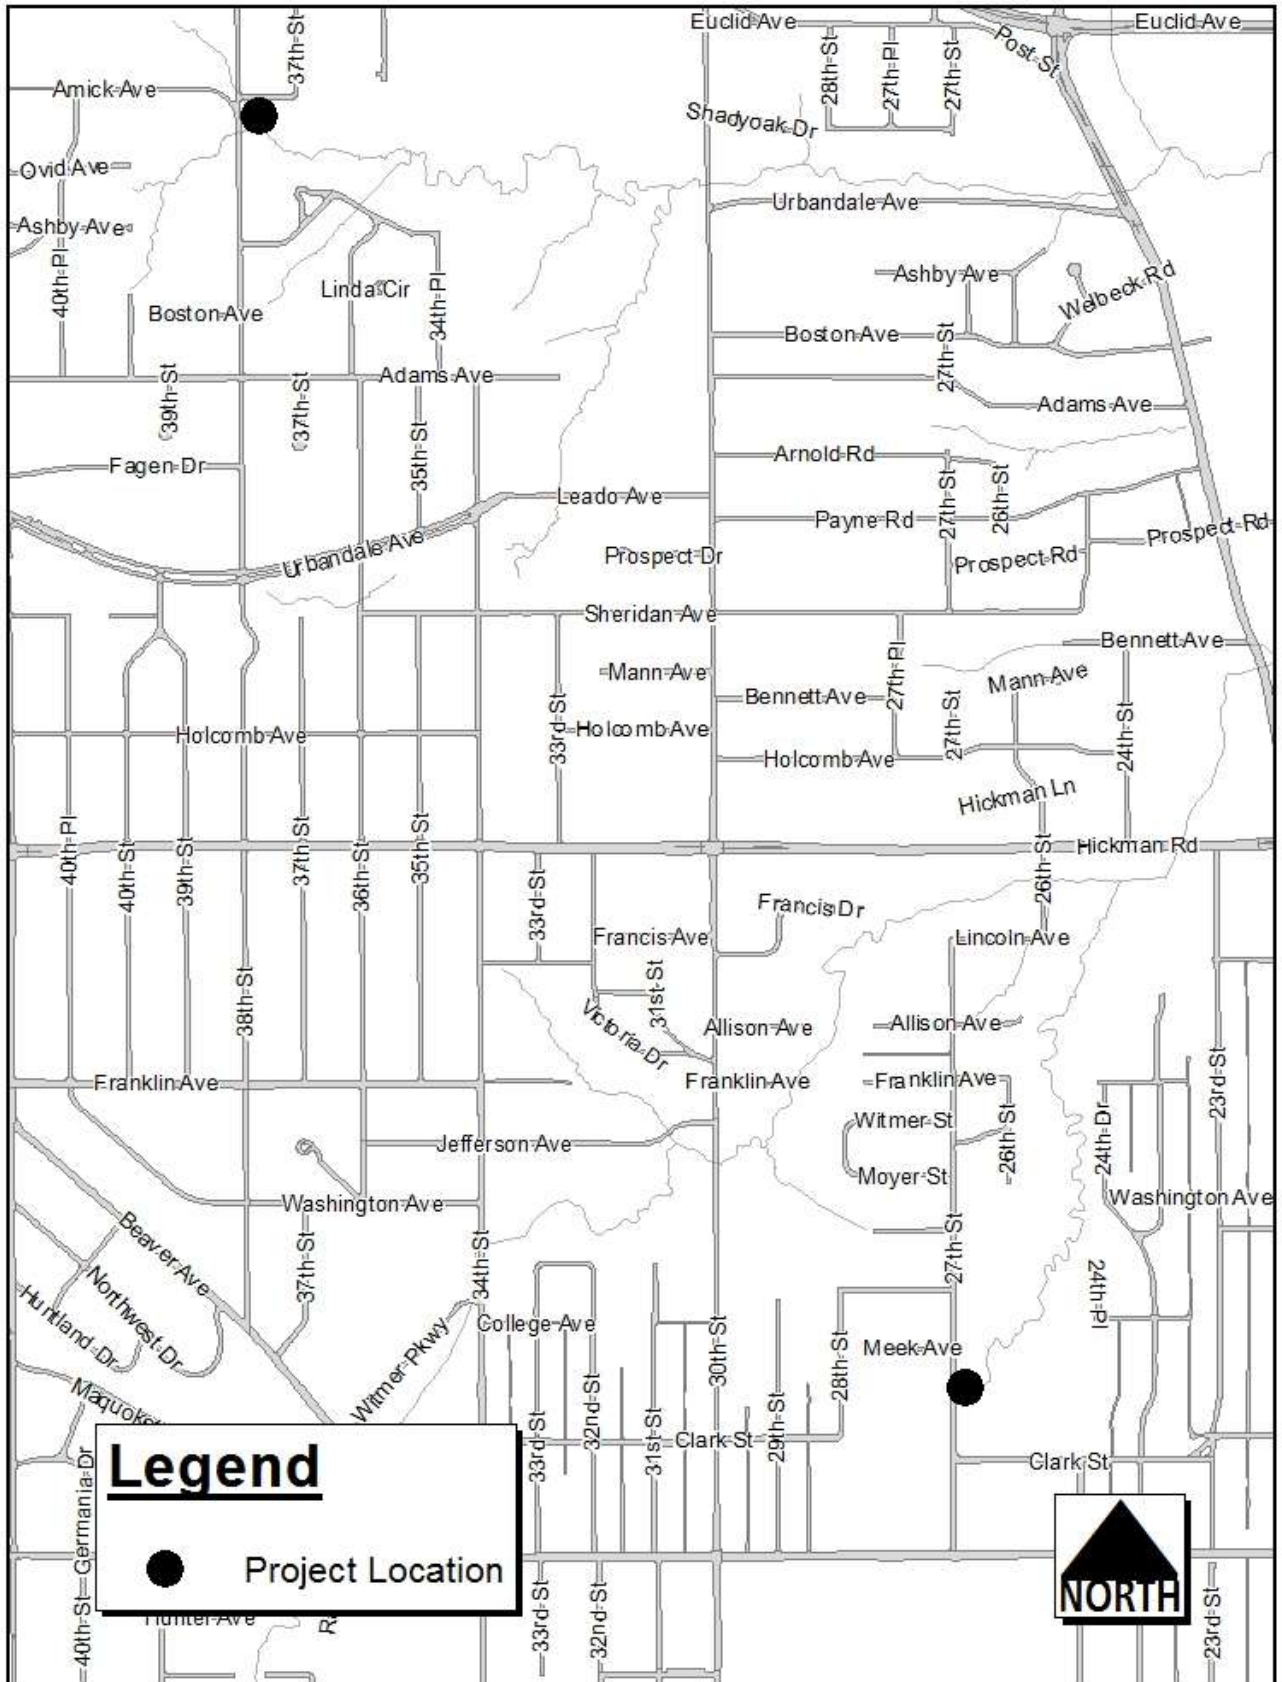 Euclid Ave
Euclid Ave
37th St
Post St
28th St
27th Pl
27th St
Amick Ave
Shadyoak Dr
Ovid Ave
Urbandale Ave
Ashby Ave
40th Pl
Ashby Ave
Welbeck Rd
Linda Cir
34th Pl
Boston Ave
Boston Ave
27th St
Adams Ave
39th St
37th St
Adams Ave
35th St
Arnold Rd
Fagen Dr
27th St
26th St
Leado Ave
Payne Rd
Prospect Rd
Urbandale Ave
Prospect Dr
Prospect Rd
Sheridan Ave
Bennett Ave
27th Pl
Mann Ave
Mann Ave
Bennett Ave
33rd St
27th St
24th St
Holcomb Ave
Holcomb Ave
Holcomb Ave
Hickman Ln
40th Pl
40th St
39th St
37th St
36th St
35th St
Hickman Rd
26th St
33rd St
Francis Dr
Francis Ave
Lincoln Ave
38th St
31st St
Victoria Dr
Allison Ave
Allison Ave
Franklin Ave
Franklin Ave
Franklin Ave
23rd St
Witmer St
26th St
24th Dr
Jefferson Ave
Moyer St
Washington Ave
Washington Ave
Beaver Ave
37th St
34th St
27th St
Northwest Dr
Huntland Dr
24th Pl
Witmer Pkwy
College Ave
30th St
28th St
Meek Ave
32nd St
33rd St
31st St
Clark St
29th St
Clark St
Germania Dr
Legend
Project Location
NORTH
40th St
Hunter Ave
33rd St
32nd St
23rd St